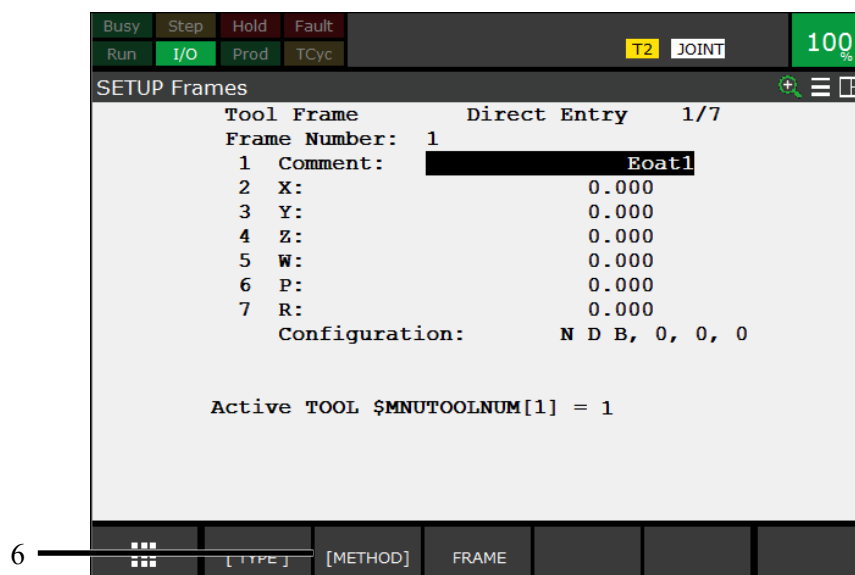 Busy Step Hold Fault
Run I/O Prod TCyc T2 JOINT 100%
SETUP Frames
Tool Frame Direct Entry 1/7
Frame Number: 1
1 Comment: Eoat1
2 X: 0.000
3 Y: 0.000
4 Z: 0.000
5 W: 0.000
6 P: 0.000
7 R: 0.000
Configuration: N D B, 0, 0, 0
Active TOOL $MNUTOOLNUM[1] = 1
6 [ TYPE ] [METHOD] FRAME